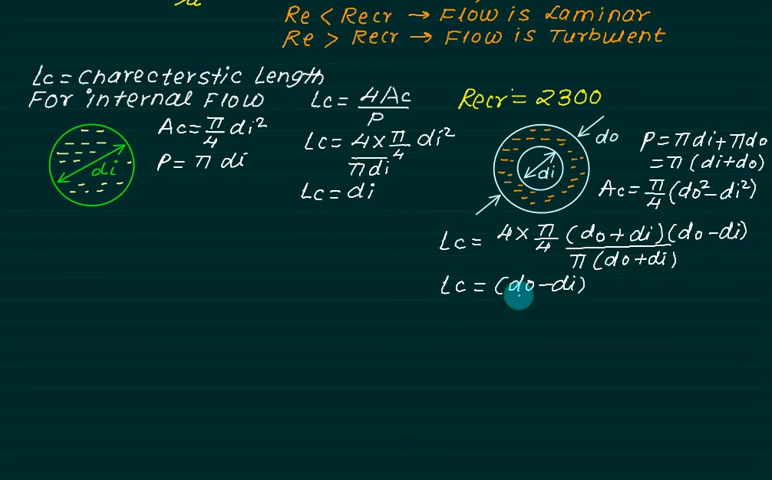 Re < Recr → Flow is Laminar
Re > Recr → Flow is Turbulent
Lc = Charecterstic Length
For internal Flow
Ac = π/4 di²
P = π di
di
Lc = 4Ac/P
Lc = 4 × π/4 di² / πdi
Lc = di
Recr = 2300
do
di
P = πdi + πdo
= π (di + do)
Ac = π/4 (do² - di²)
Lc = 4 × π/4 (do + di)(do - di) / π (do + di)
Lc = (do - di)